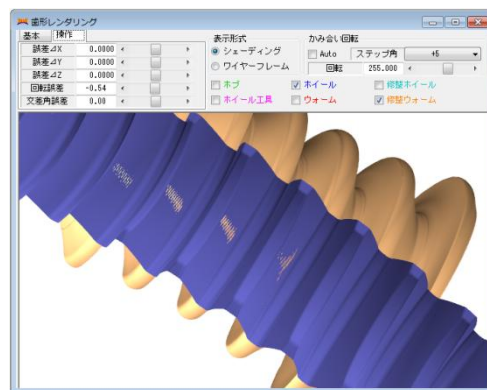 歯形レンダリング
基本 操作
誤差⊿X 0.0000
誤差⊿Y 0.0000
誤差⊿Z 0.0000
回転誤差 -0.54
交差角誤差 0.00
表示形式
シェーディング
ワイヤーフレーム
かみ合い回転
Auto ステップ角 +5
回転 255.000
ホブ ホイール 修整ホイール
ホイール工具 ウォーム 修整ウォーム